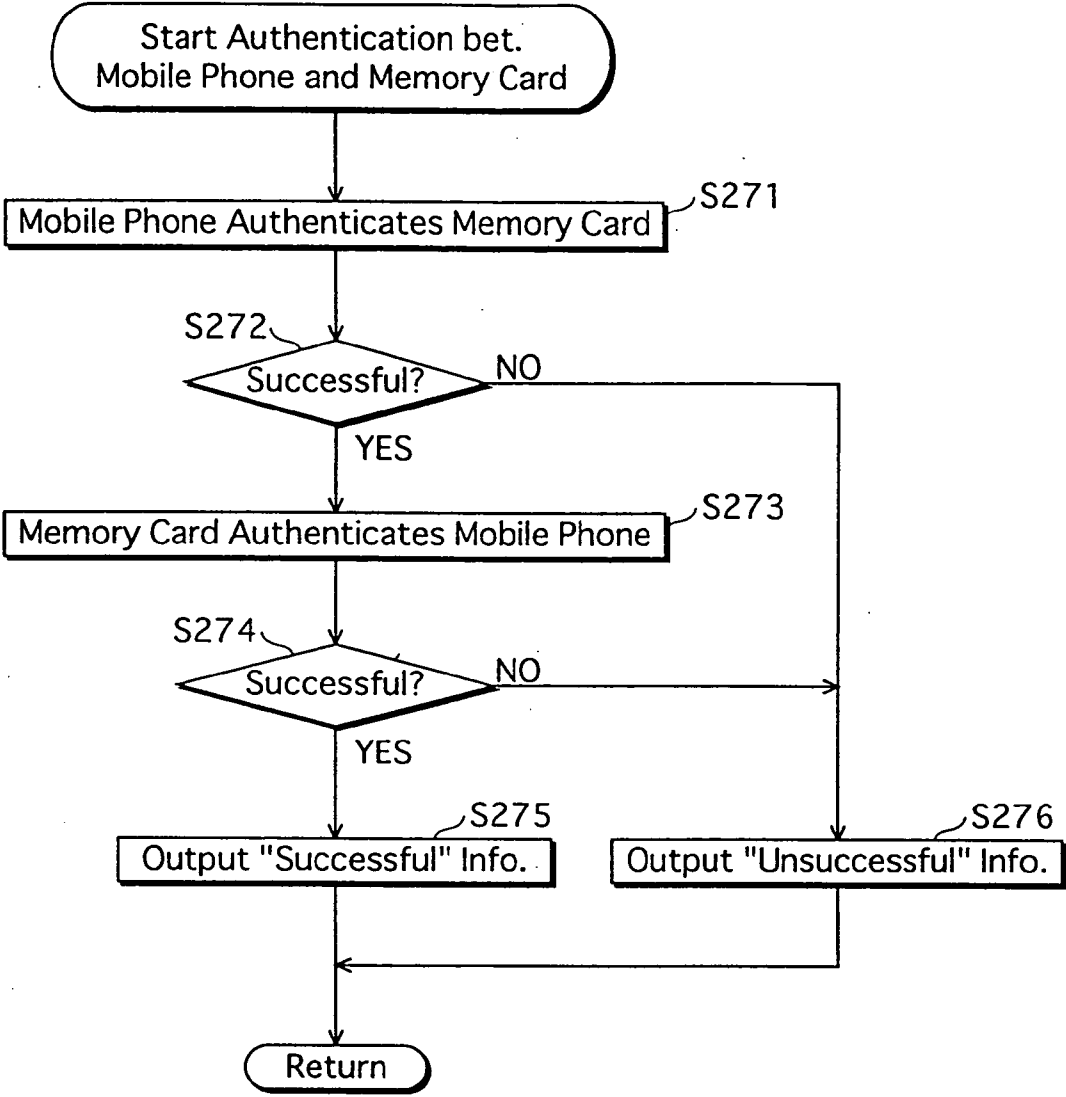 Start Authentication bet.
Mobile Phone and Memory Card
S271
Mobile Phone Authenticates Memory Card
S272
Successful?
NO
YES
S273
Memory Card Authenticates Mobile Phone
S274
Successful?
NO
YES
S275
Output "Successful" Info.
S276
Output "Unsuccessful" Info.
Return